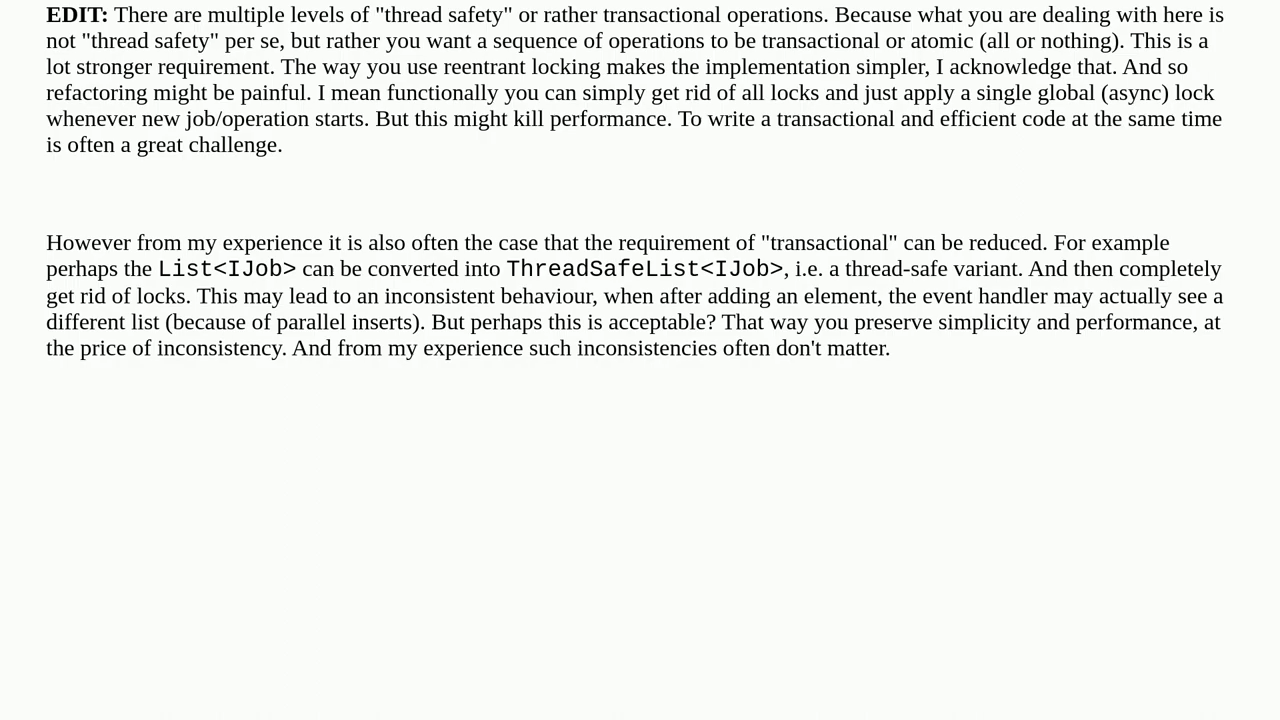 EDIT: There are multiple levels of "thread safety" or rather transactional operations. Because what you are dealing with here is
not "thread safety" per se, but rather you want a sequence of operations to be transactional or atomic (all or nothing). This is a
lot stronger requirement. The way you use reentrant locking makes the implementation simpler, I acknowledge that. And so
refactoring might be painful. I mean functionally you can simply get rid of all locks and just apply a single global (async) lock
whenever new job/operation starts. But this might kill performance. To write a transactional and efficient code at the same time
is often a great challenge.
However from my experience it is also often the case that the requirement of "transactional" can be reduced. For example
perhaps the List<IJob> can be converted into ThreadSafeList<IJob>, i.e. a thread-safe variant. And then completely
get rid of locks. This may lead to an inconsistent behaviour, when after adding an element, the event handler may actually see a
different list (because of parallel inserts). But perhaps this is acceptable? That way you preserve simplicity and performance, at
the price of inconsistency. And from my experience such inconsistencies often don't matter.